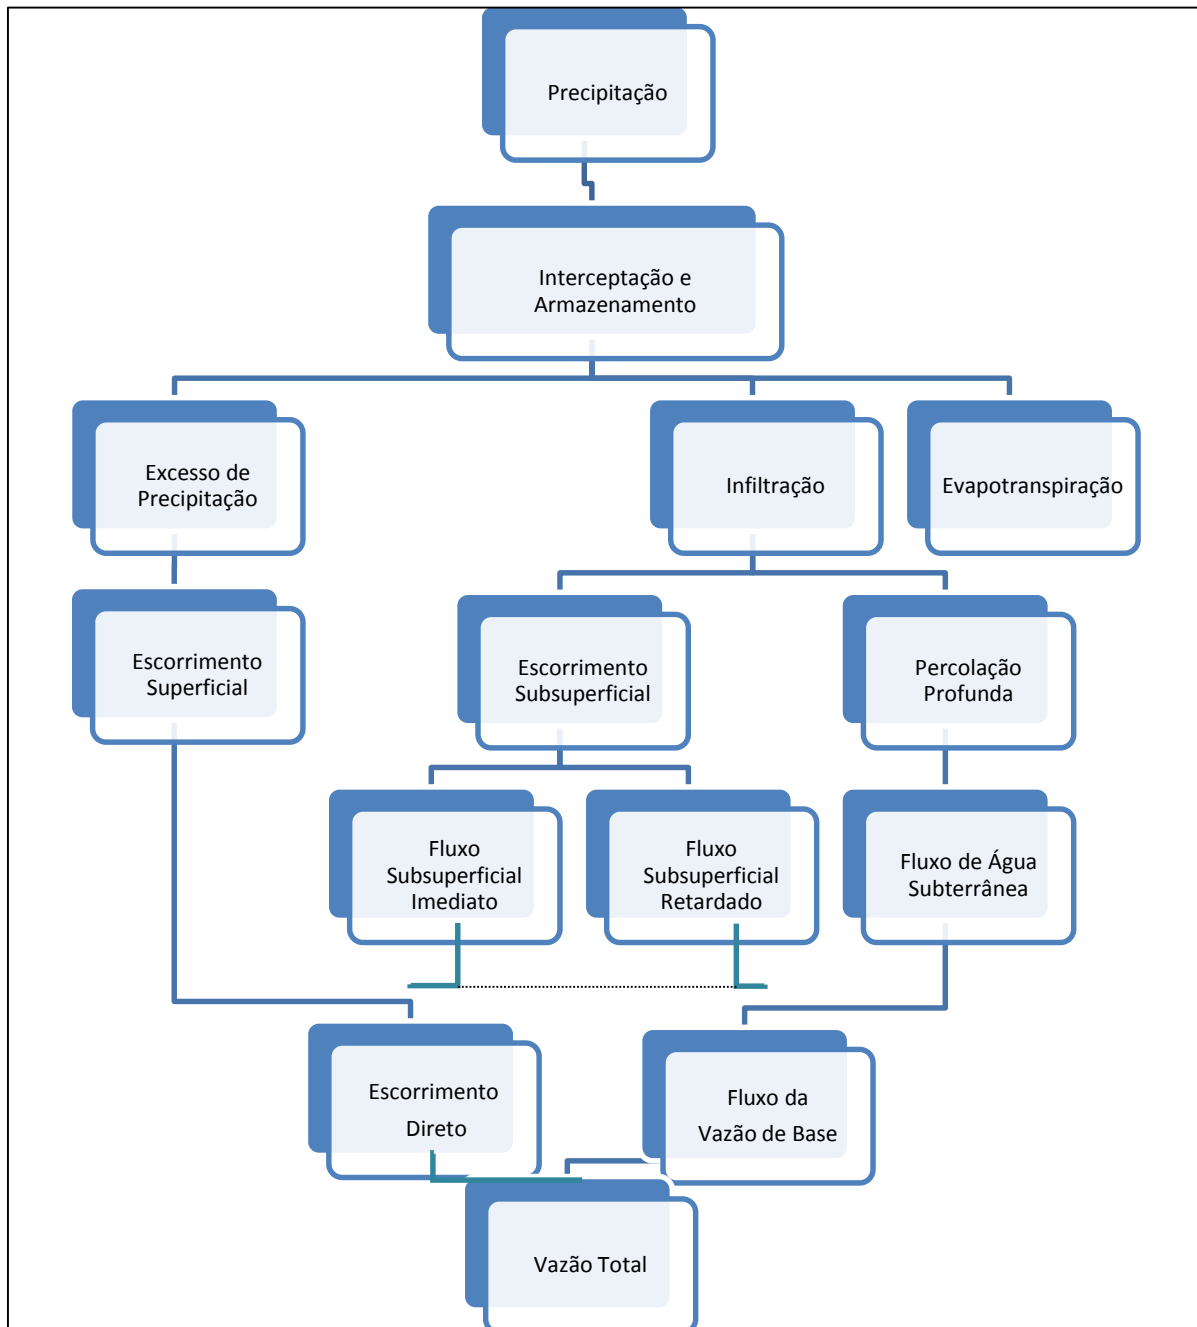 Precipitação
Interceptação e
Armazenamento
Excesso de
Precipitação
Infiltração
Evapotranspiração
Escorrimento
Superficial
Escorrimento
Subsuperficial
Percolação
Profunda
Fluxo
Subsuperficial
Imediato
Fluxo
Subsuperficial
Retardado
Fluxo de Água
Subterrânea
Escorrimento
Direto
Fluxo da
Vazão de Base
Vazão Total